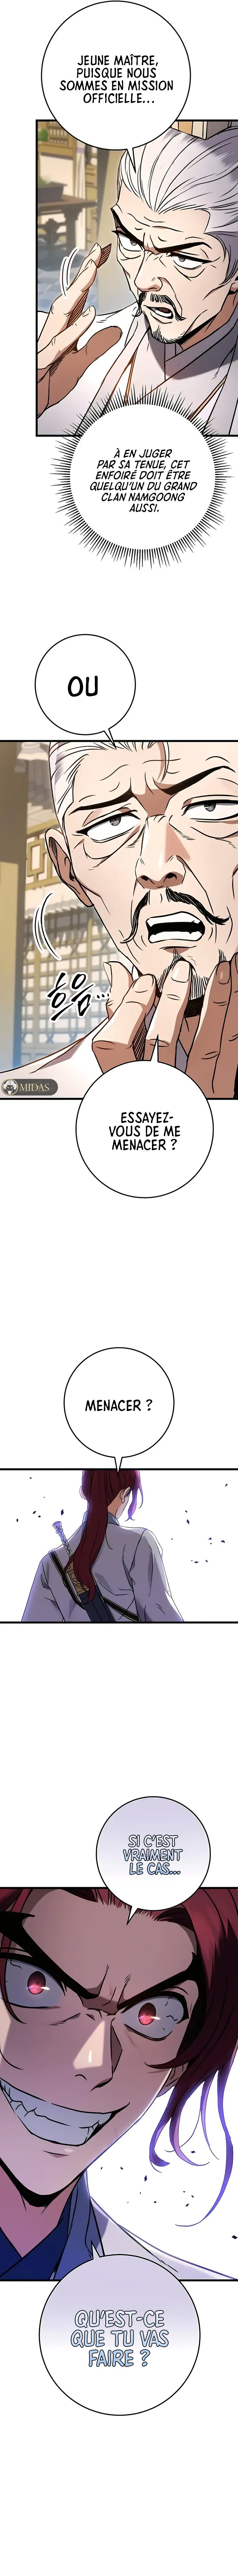 JEUNE MAÎTRE,
PUISQUE NOUS
SOMMES EN MISSION
OFFICIELLE...
À EN JUGER
PAR SA TENUE, CET
ENFOIRÉ DOIT ÊTRE
QUELQU'UN DU GRAND
CLAN NAMGOONG
AUSSI.
OU
흐음...
MIDAS
ESSAYEZ-
VOUS DE ME
MENACER ?
MENACER ?
SI C'EST
VRAIMENT
LE CAS...
QU'EST-CE
QUE TU VAS
FAIRE ?